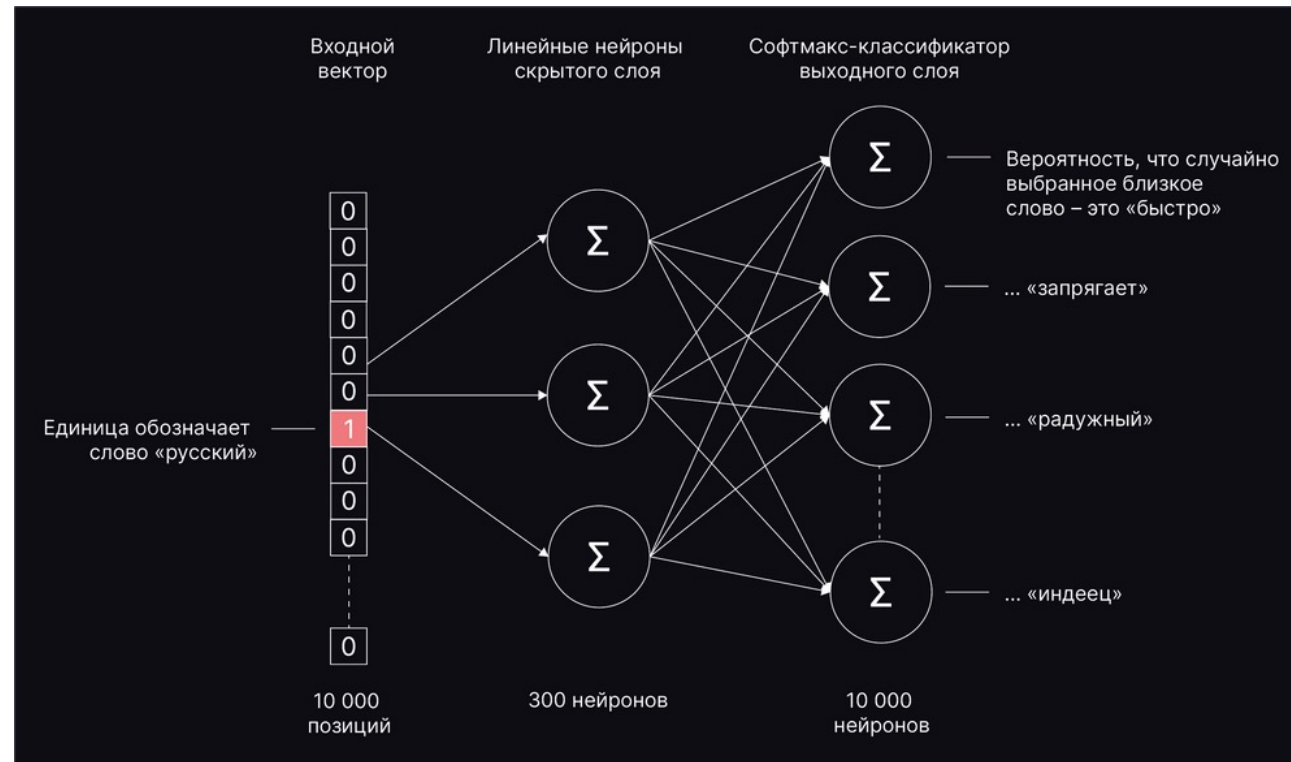 Входной
вектор
Линейные нейроны
скрытого слоя
Софтмакс-классификатор
выходного слоя
0
0
0
0
0
0
1
0
0
0
0
Единица обозначает
слово «русский»
Σ
Σ
Σ
Σ
Σ
Σ
Σ
Вероятность, что случайно
выбранное близкое
слово – это «быстро»
... «запрягает»
... «радужный»
... «индеец»
10 000
позиций
300 нейронов
10 000
нейронов